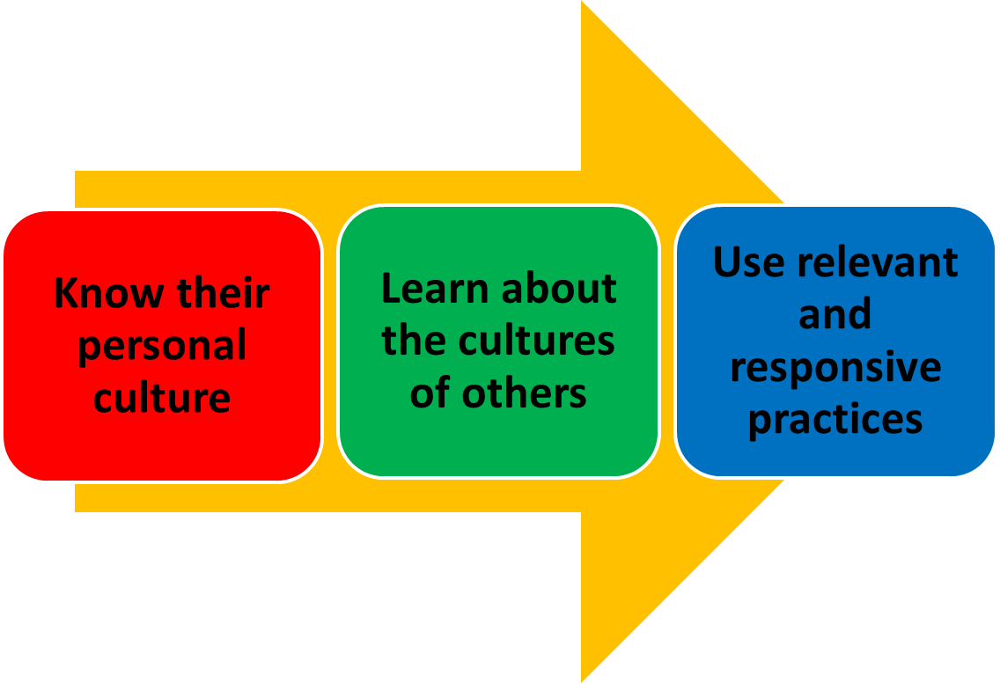 Know their
personal
culture
Learn about
the cultures
of others
Use relevant
and
responsive
practices